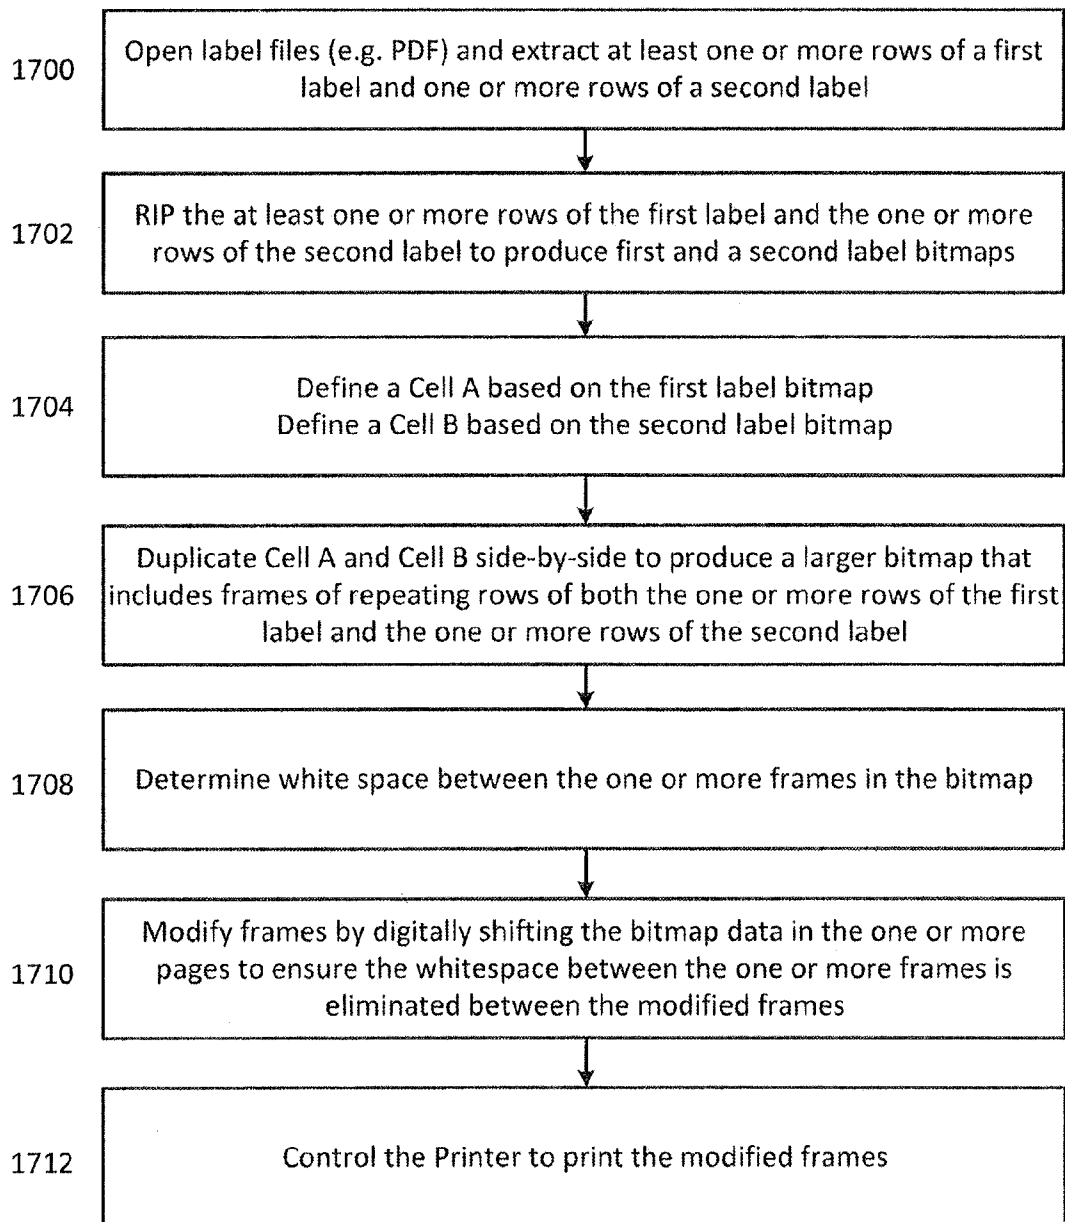 1700
Open label files (e.g. PDF) and extract at least one or more rows of a first
label and one or more rows of a second label
1702
RIP the at least one or more rows of the first label and the one or more
rows of the second label to produce first and a second label bitmaps
1704
Define a Cell A based on the first label bitmap
Define a Cell B based on the second label bitmap
1706
Duplicate Cell A and Cell B side-by-side to produce a larger bitmap that
includes frames of repeating rows of both the one or more rows of the first
label and the one or more rows of the second label
1708
Determine white space between the one or more frames in the bitmap
1710
Modify frames by digitally shifting the bitmap data in the one or more
pages to ensure the whitespace between the one or more frames is
eliminated between the modified frames
1712
Control the Printer to print the modified frames